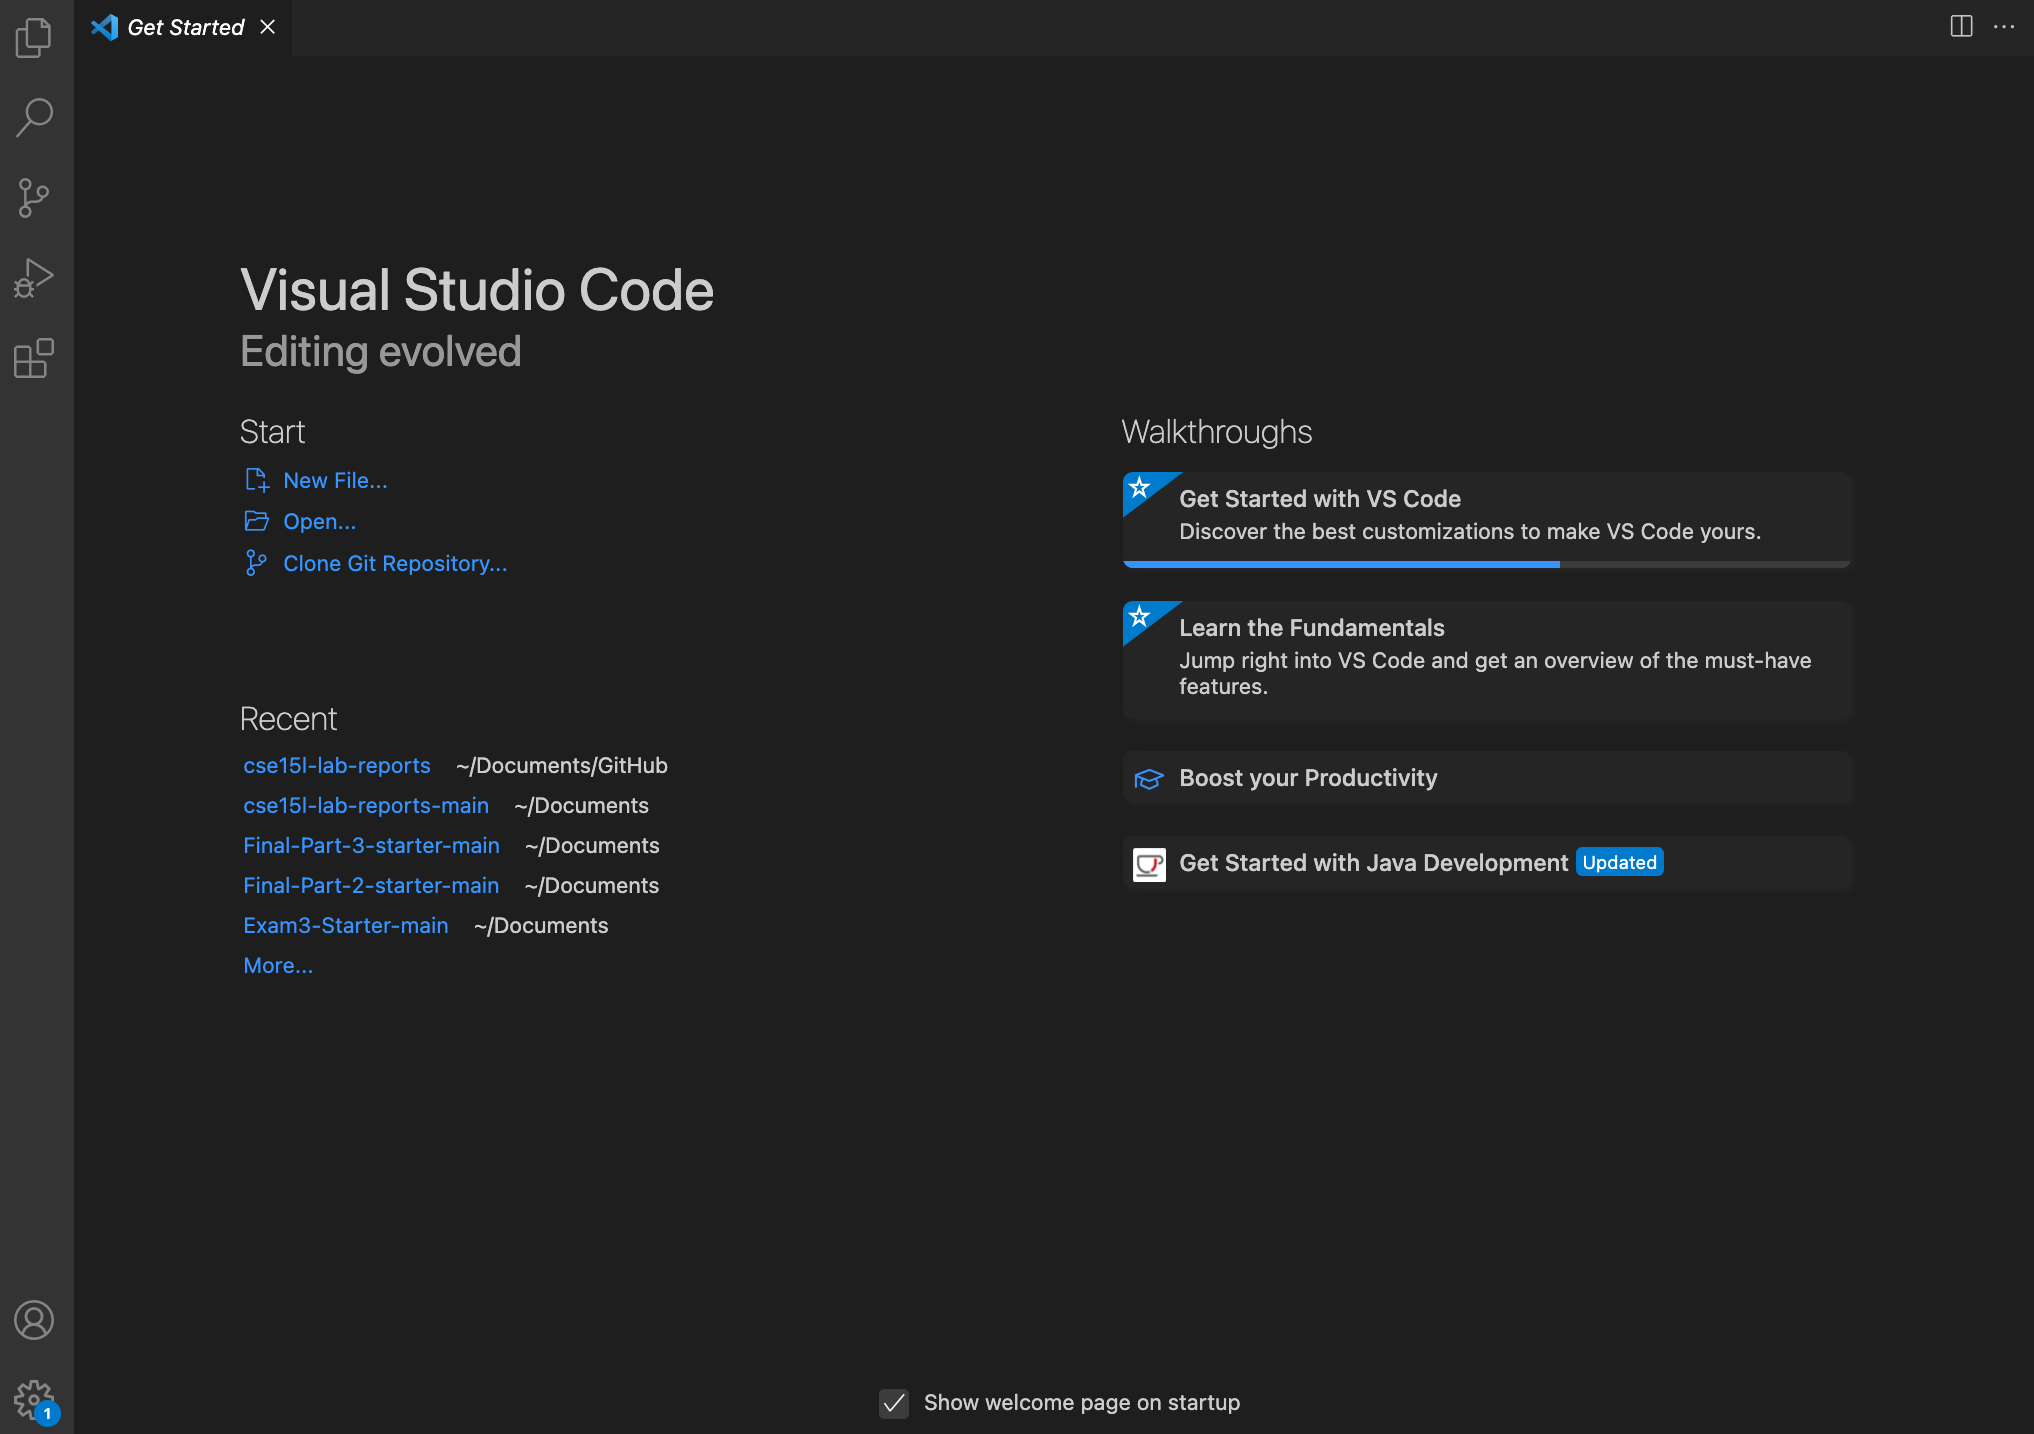 Get Started
Visual Studio Code
Editing evolved
Start
New File...
Open...
Clone Git Repository...
Recent
cse15l-lab-reports ~/Documents/GitHub
cse15l-lab-reports-main ~/Documents
Final-Part-3-starter-main ~/Documents
Final-Part-2-starter-main ~/Documents
Exam3-Starter-main ~/Documents
More...
Walkthroughs
Get Started with VS Code
Discover the best customizations to make VS Code yours.
Learn the Fundamentals
Jump right into VS Code and get an overview of the must-have
features.
Boost your Productivity
Get Started with Java Development Updated
1
Show welcome page on startup